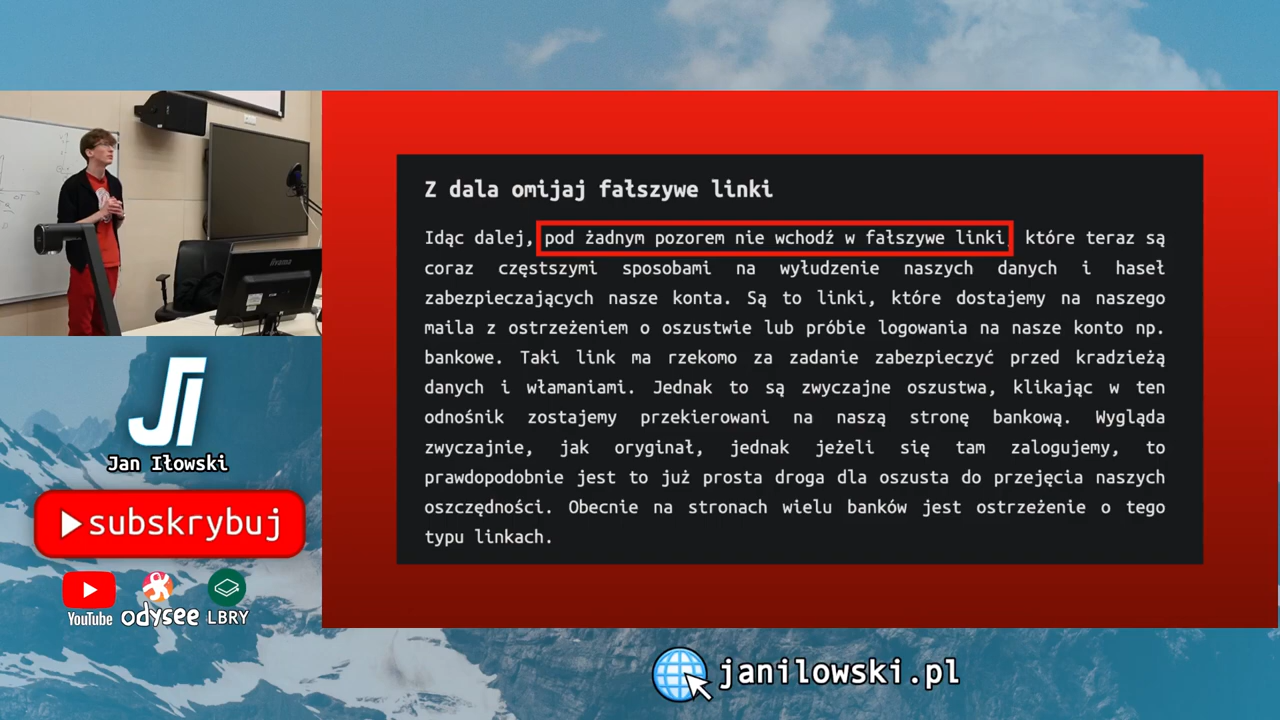 Z dala omijaj fałszywe linki
Idąc dalej, pod żadnym pozorem nie wchodź w fałszywe linki, które teraz są
coraz częstszymi sposobami na wyłudzenie naszych danych i haseł
zabezpieczających nasze konta. Są to linki, które dostajemy na naszego
maila z ostrzeżeniem o oszustwie lub próbie logowania na nasze konto np.
bankowe. Taki link ma rzekomo za zadanie zabezpieczyć przed kradzieżą
danych i włamaniami. Jednak to są zwyczajne oszustwa, klikając w ten
odnośnik zostajemy przekierowani na naszą stronę bankową. Wygląda
zwyczajnie, jak oryginał, jednak jeżeli się tam zalogujemy, to
prawdopodobnie jest to już prosta droga dla oszusta do przejęcia naszych
oszczędności. Obecnie na stronach wielu banków jest ostrzeżenie o tego
typu linkach.
iiyama
JI
Jan Iłowski
subskrybuj
YouTube odysee LBRY
janilowski.pl